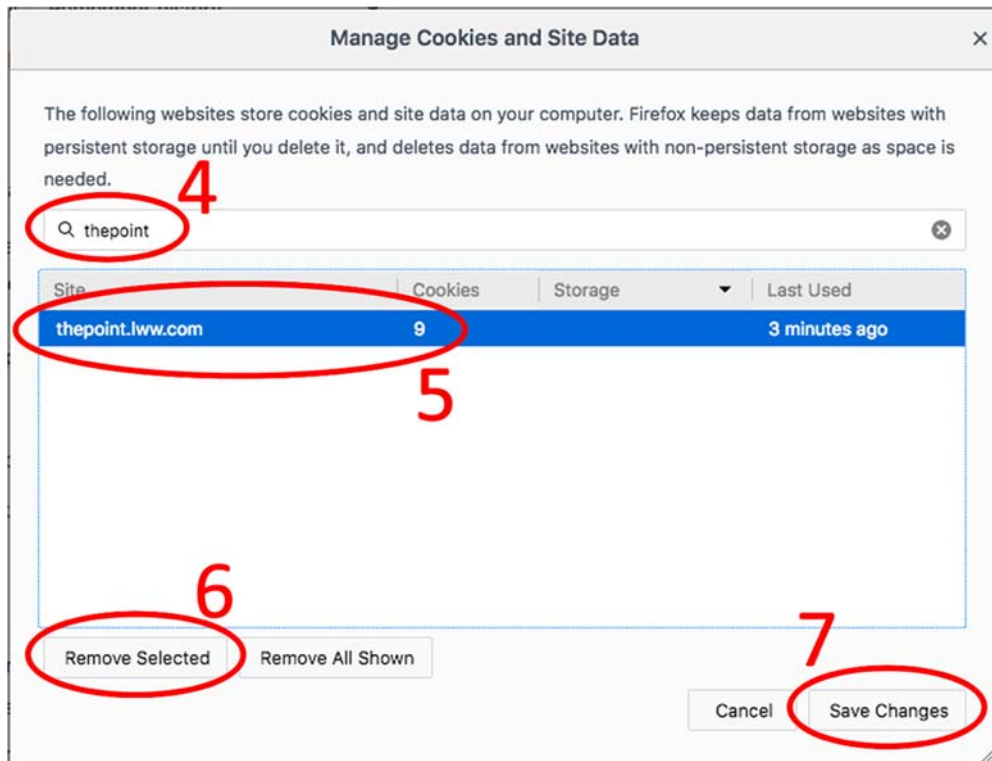 Manage Cookies and Site Data
The following websites store cookies and site data on your computer. Firefox keeps data from websites with
persistent storage until you delete it, and deletes data from websites with non-persistent storage as space is
needed.
4
thepoint
Site Cookies Storage Last Used
thepoint.lww.com 9 3 minutes ago
5
6
Remove Selected Remove All Shown
7
Cancel Save Changes